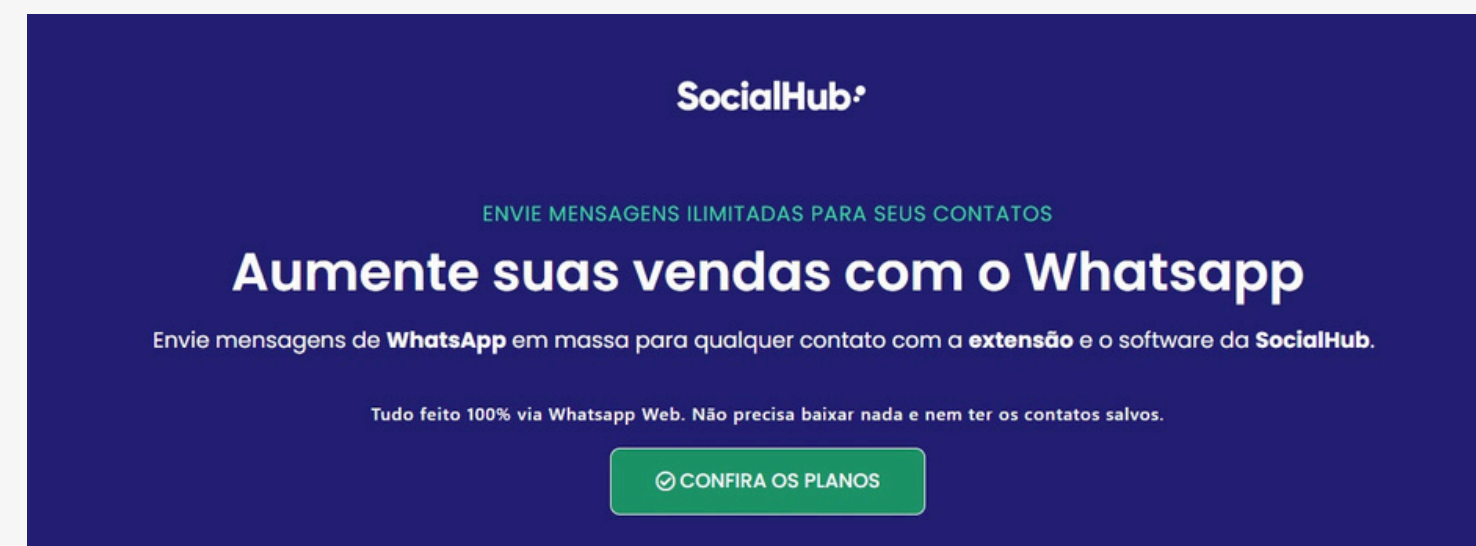 SocialHub
ENVIE MENSAGENS ILIMITADAS PARA SEUS CONTATOS
Aumente suas vendas com o Whatsapp
Envie mensagens de WhatsApp em massa para qualquer contato com a extensão e o software da SocialHub.
Tudo feito 100% via Whatsapp Web. Não precisa baixar nada e nem ter os contatos salvos.
CONFIRA OS PLANOS